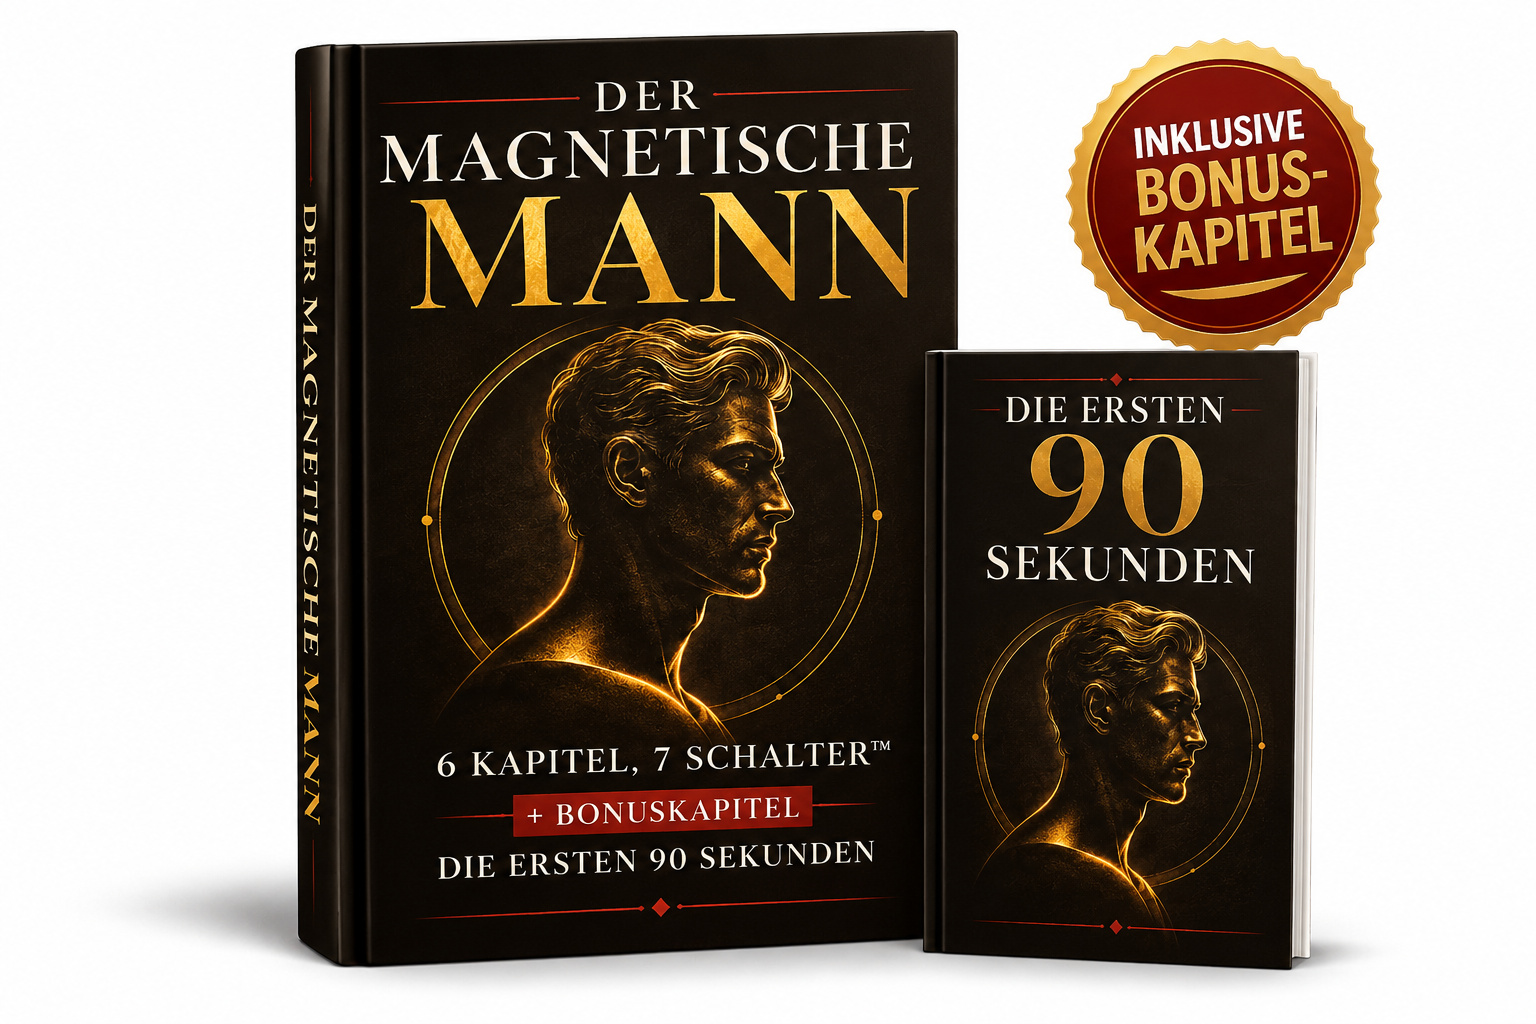 DER MAGNETISCHE MANN
DER
MAGNETISCHE
MANN
6 KAPITEL, 7 SCHALTER™
+ BONUSKAPITEL
DIE ERSTEN 90 SEKUNDEN
INKLUSIVE
BONUS-
KAPITEL
DIE ERSTEN
90
SEKUNDEN